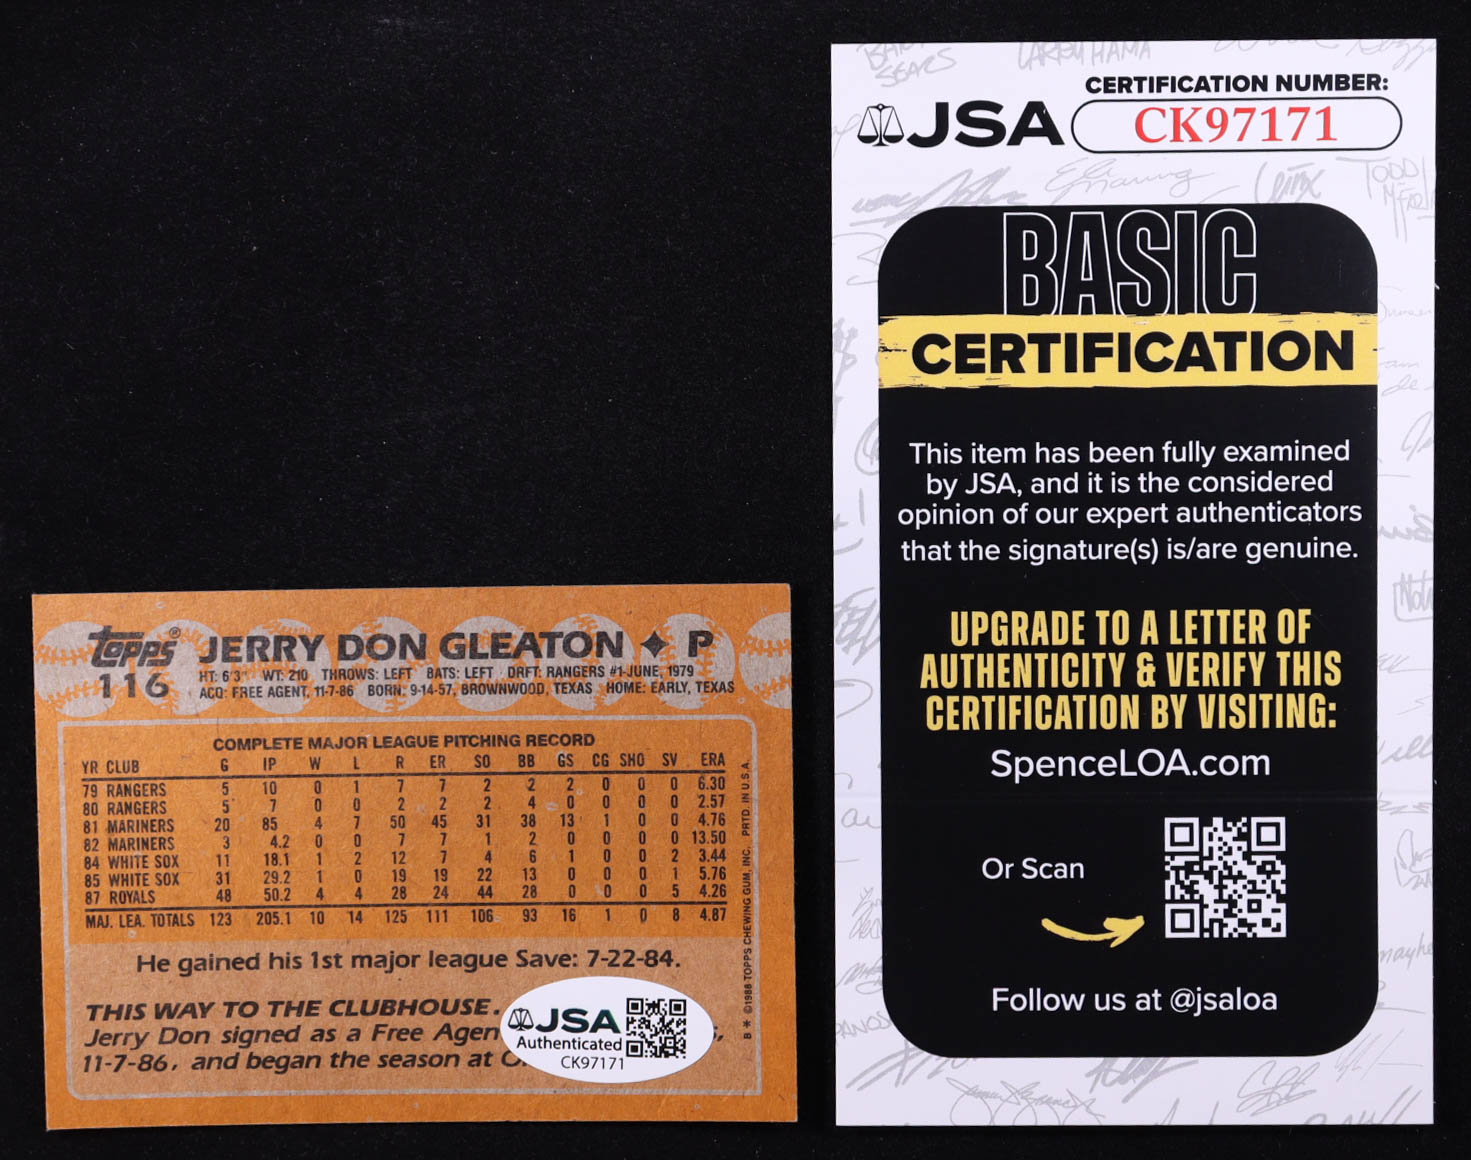 topps® JERRY DON GLEATON ✦ P
116 HT: 6'3" WT: 210 THROWS: LEFT BATS: LEFT DRFT: RANGERS #1-JUNE, 1979
ACQ: FREE AGENT, 11-7-86 BORN: 9-14-57, BROWNWOOD, TEXAS HOME: EARLY, TEXAS
COMPLETE MAJOR LEAGUE PITCHING RECORD
YR CLUB G IP W L R ER SO BB GS CG SHO SV ERA
79 RANGERS 5 10 0 1 7 7 2 2 2 0 0 0 6.30
80 RANGERS 5 7 0 0 2 2 2 4 0 0 0 0 2.57
81 MARINERS 20 85 4 7 50 45 31 38 13 1 0 0 4.76
82 MARINERS 3 4.2 0 0 7 7 1 2 0 0 0 0 13.50
84 WHITE SOX 11 18.1 1 2 12 7 4 6 1 0 0 2 3.44
85 WHITE SOX 31 29.2 1 0 19 19 22 13 0 0 0 1 5.76
87 ROYALS 48 50.2 4 4 28 24 44 28 0 0 0 5 4.26
MAJ. LEA. TOTALS 123 205.1 10 14 125 111 106 93 16 1 0 8 4.87
He gained his 1st major league Save: 7-22-84.
THIS WAY TO THE CLUBHOUSE.
Jerry Don signed as a Free Agen
11-7-86, and began the season at O
B * ©1988 TOPPS CHEWING GUM, INC. PRTD. IN U.S.A.
JSA
Authenticated
CK97171
JSA
CERTIFICATION NUMBER:
CK97171
BASIC
CERTIFICATION
This item has been fully examined
by JSA, and it is the considered
opinion of our expert authenticators
that the signature(s) is/are genuine.
UPGRADE TO A LETTER OF
AUTHENTICITY & VERIFY THIS
CERTIFICATION BY VISITING:
SpenceLOA.com
Or Scan
Follow us at @jsaloa